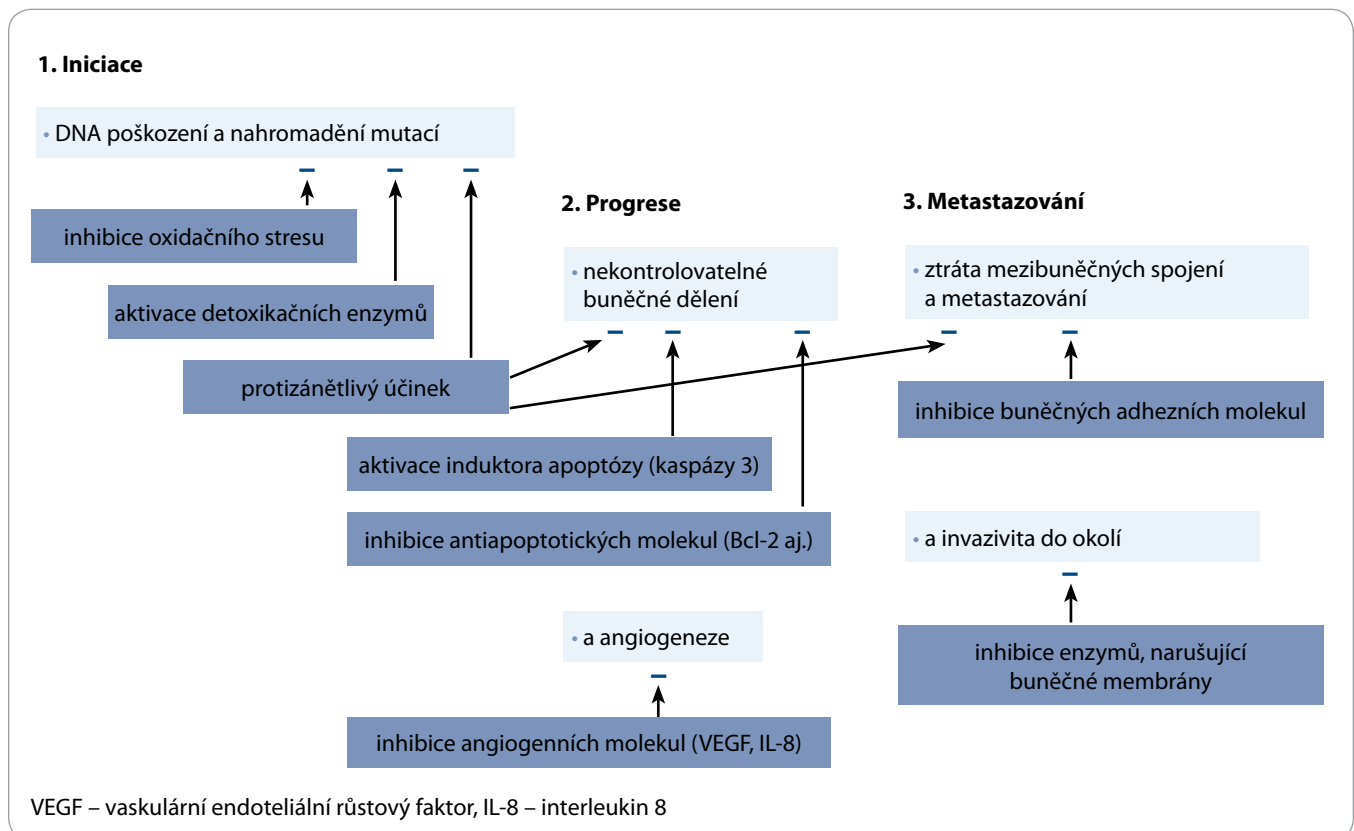 1. Iniciace
• DNA poškození a nahromadění mutací
inhibice oxidačního stresu
aktivace detoxikačních enzymů
protizánětlivý účinek
2. Progrese
• nekontrolovatelné
buněčné dělení
aktivace induktora apoptózy (kaspázy 3)
inhibice antiapoptotických molekul (Bcl-2 aj.)
• a angiogeneze
inhibice angiogenních molekul (VEGF, IL-8)
3. Metastazování
• ztráta mezibuněčných spojení
a metastazování
inhibice buněčných adhezních molekul
• a invazivita do okolí
inhibice enzymů, narušující
buněčné membrány
VEGF – vaskulární endoteliální růstový faktor, IL-8 – interleukin 8